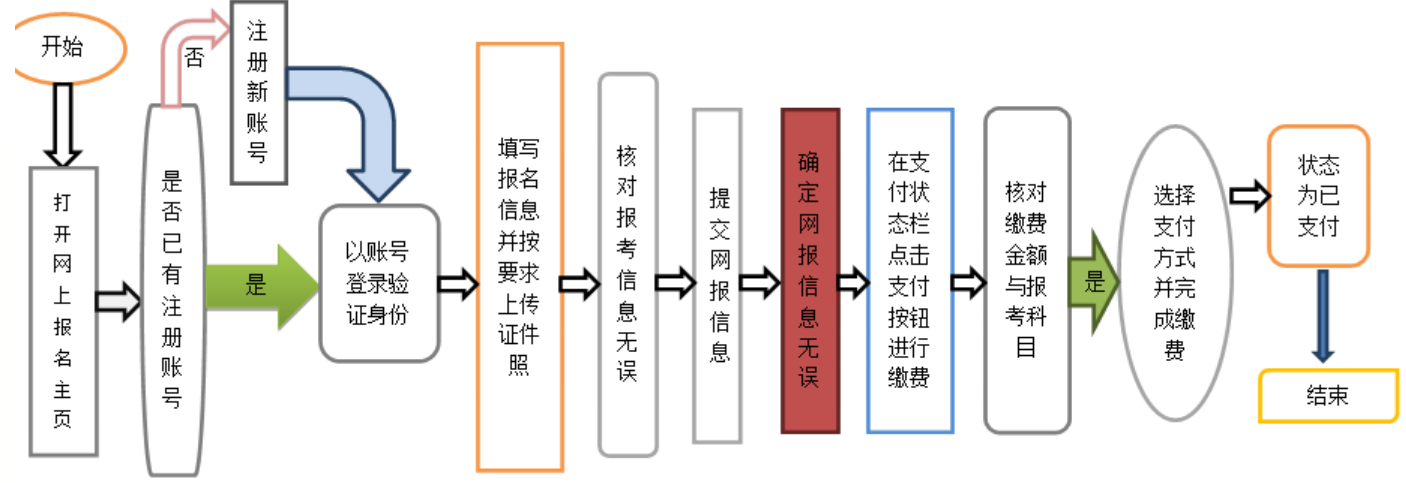 开始
打
开
网
上
报
名
主
页
是
否
已
有
注
册
账
号
否
注
册
新
账
号
是
以账号
登录验
证身份
填写
报名
信息
并按
要求
上传
证件
照
核
对
报
考
信
息
无
误
提
交
网
报
信
息
确
定
网
报
信
息
无
误
在支
付状
态栏
点击
支付
按钮
进行
缴费
核对
缴费
金额
与报
考科
目
是
选择
支付
方式
并完
成缴
费
状态
为已
支付
结束